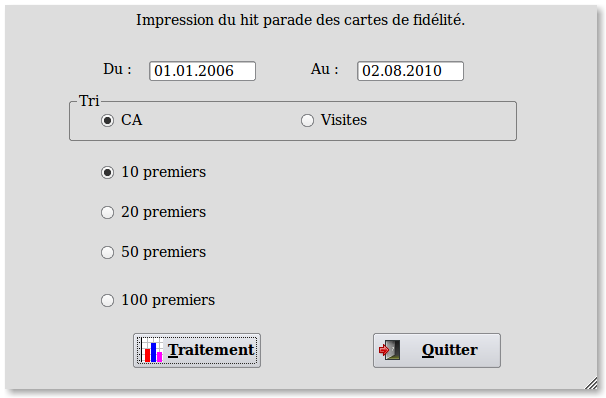 Impression du hit parade des cartes de fidélité.
Du : 01.01.2006 Au : 02.08.2010
Tri
CA Visites
10 premiers
20 premiers
50 premiers
100 premiers
Traitement Quitter